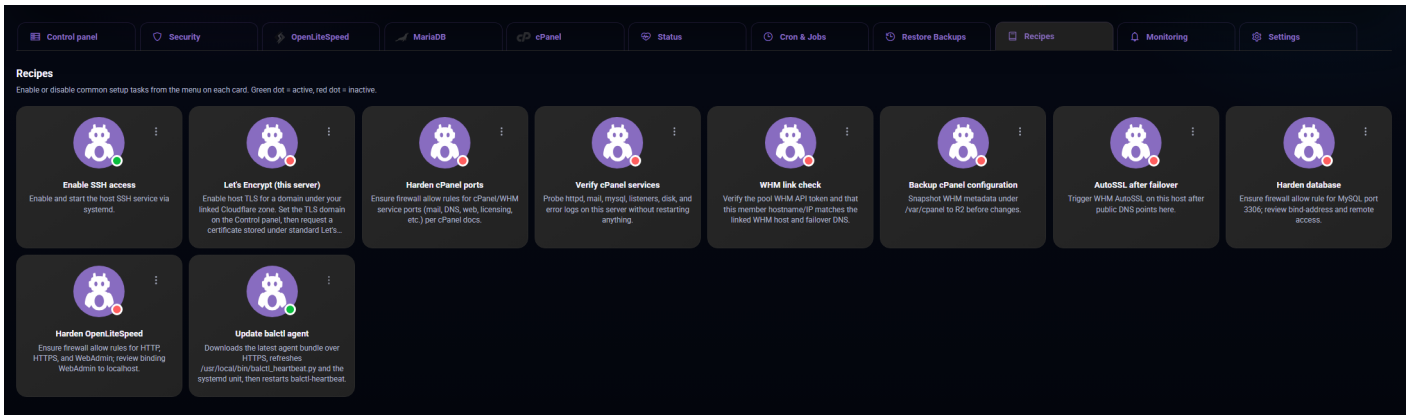 Control panel
Security
OpenLiteSpeed
MariaDB
cPanel
Status
Cron & Jobs
Restore Backups
Recipes
Monitoring
Settings
Recipes
Enable or disable common setup tasks from the menu on each card. Green dot = active, red dot = inactive.
Enable SSH access
Enable and start the host SSH service via
systemd.
Let's Encrypt (this server)
Enable host TLS for a domain under your
linked Cloudflare zone. Set the TLS domain
on the Control panel, then request a
certificate stored under standard Let's...
Harden cPanel ports
Ensure firewall allow rules for cPanel/WHM
service ports (mail, DNS, web, licensing,
etc.) per cPanel docs.
Verify cPanel services
Probe httpd, mail, mysql, listeners, disk, and
error logs on this server without restarting
anything.
WHM link check
Verify the pool WHM API token and that
this member hostname/IP matches the
linked WHM host and failover DNS.
Backup cPanel configuration
Snapshot WHM metadata under
/var/cpanel to R2 before changes.
AutoSSL after failover
Trigger WHM AutoSSL on this host after
public DNS points here.
Harden database
Ensure firewall allow rule for MySQL port
3306; review bind-address and remote
access.
Harden OpenLiteSpeed
Ensure firewall allow rules for HTTP,
HTTPS, and WebAdmin; review binding
WebAdmin to localhost.
Update balctl agent
Downloads the latest agent bundle over
HTTPS, refreshes
/usr/local/bin/balctl_heartbeat.py and the
systemd unit, then restarts balctl-heartbeat.